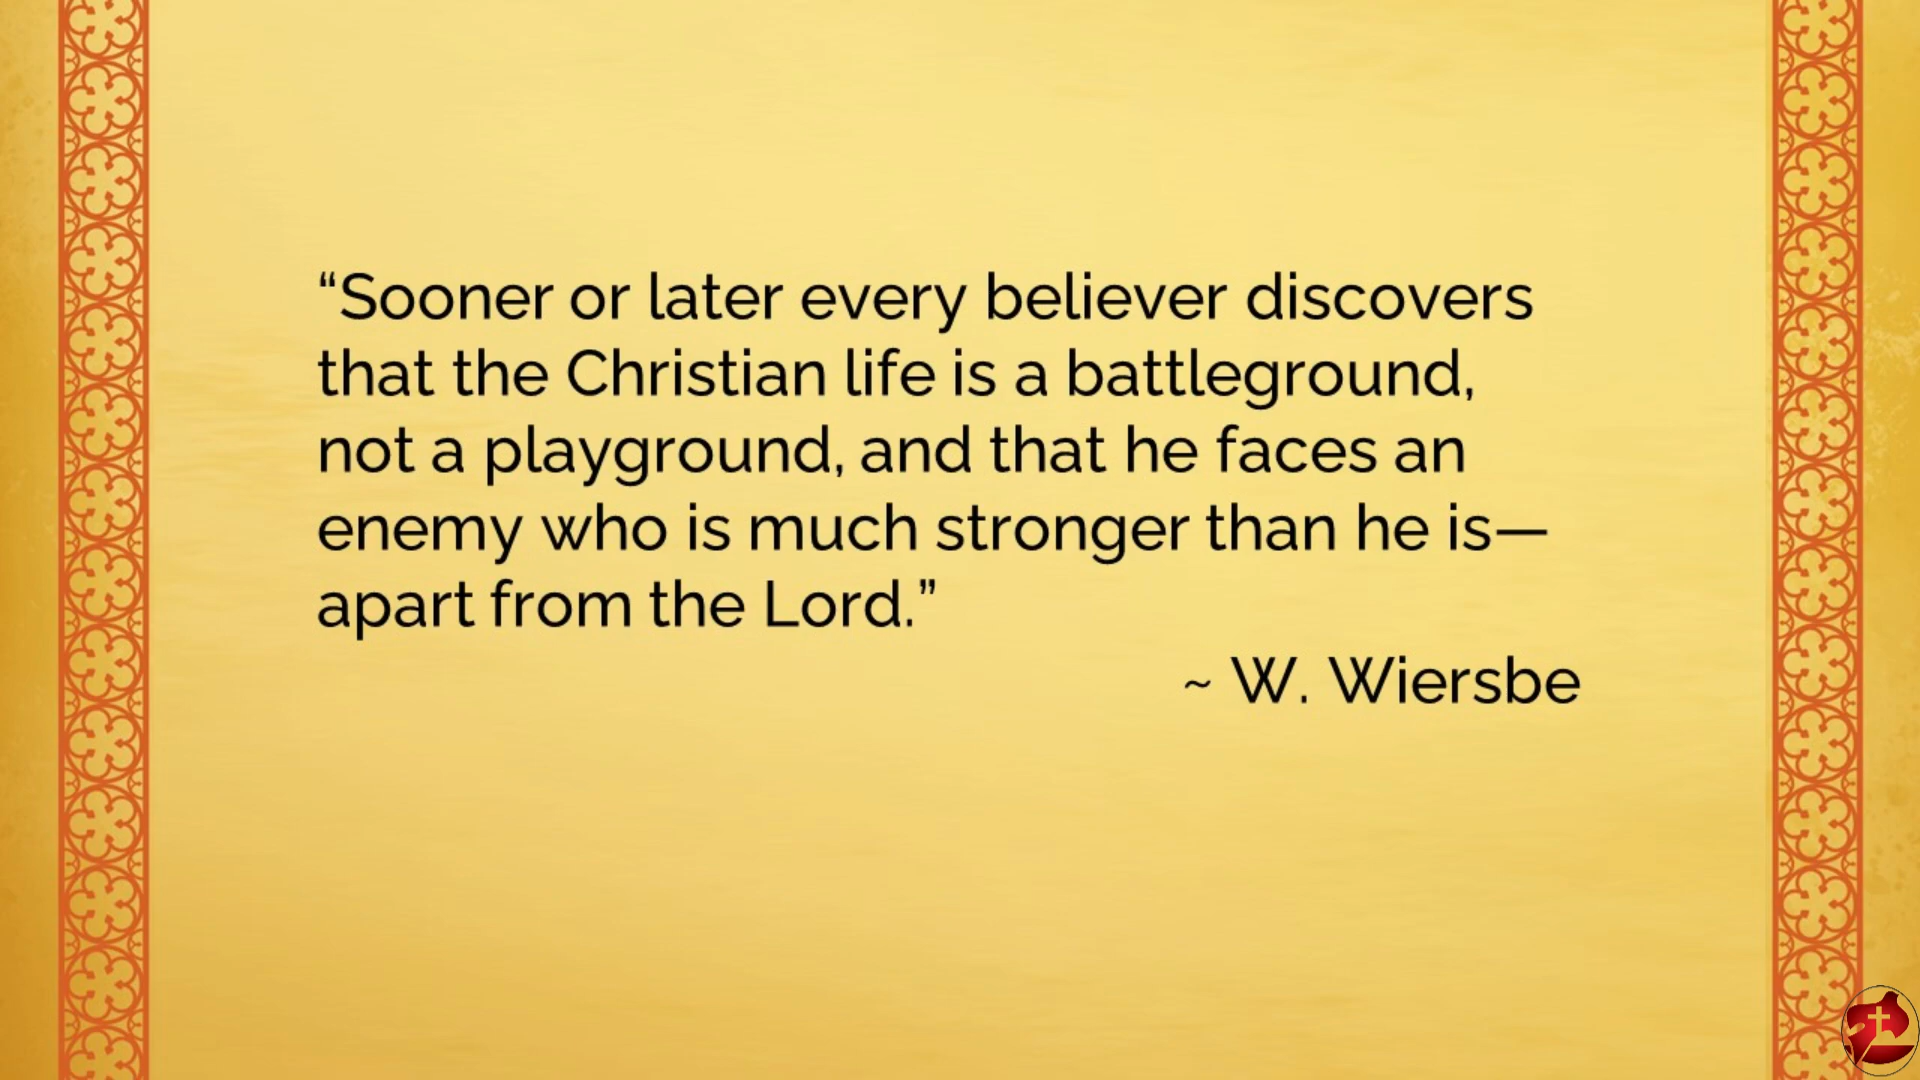 “Sooner or later every believer discovers
that the Christian life is a battleground,
not a playground, and that he faces an
enemy who is much stronger than he is—
apart from the Lord.”
~ W. Wiersbe